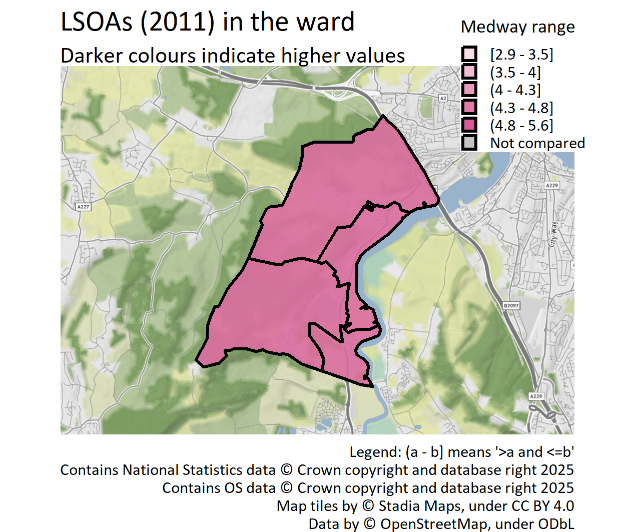 LSOAs (2011) in the ward
Darker colours indicate higher values
Medway range
[2.9 - 3.5]
(3.5 - 4]
(4 - 4.3]
(4.3 - 4.8]
(4.8 - 5.6]
Not compared
A2
A229
A227
City Way
B2097
A229
Legend: (a - b] means '>a and <=b'
Contains National Statistics data © Crown copyright and database right 2025
Contains OS data © Crown copyright and database right 2025
Map tiles by © Stadia Maps, under CC BY 4.0
Data by © OpenStreetMap, under ODbL